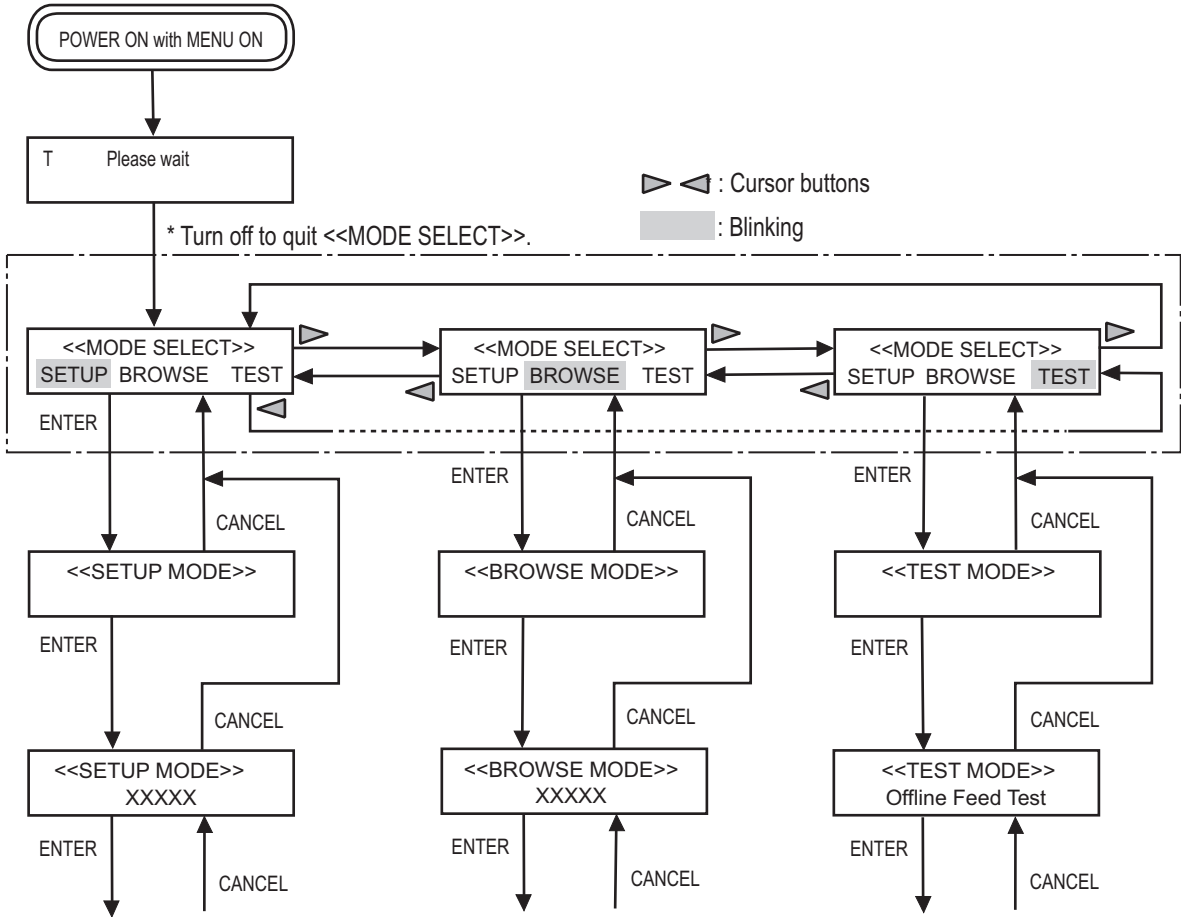 POWER ON with MENU ON
T Please wait
* : Cursor buttons
: Blinking
* Turn off to quit <<MODE SELECT>>.
<<MODE SELECT>>
SETUP BROWSE TEST
<<MODE SELECT>>
SETUP BROWSE TEST
<<MODE SELECT>>
SETUP BROWSE TEST
ENTER
ENTER
ENTER
CANCEL
CANCEL
CANCEL
<<SETUP MODE>>
<<BROWSE MODE>>
<<TEST MODE>>
ENTER
ENTER
ENTER
CANCEL
CANCEL
CANCEL
<<SETUP MODE>>
XXXXX
<<BROWSE MODE>>
XXXXX
<<TEST MODE>>
Offline Feed Test
ENTER
ENTER
ENTER
CANCEL
CANCEL
CANCEL